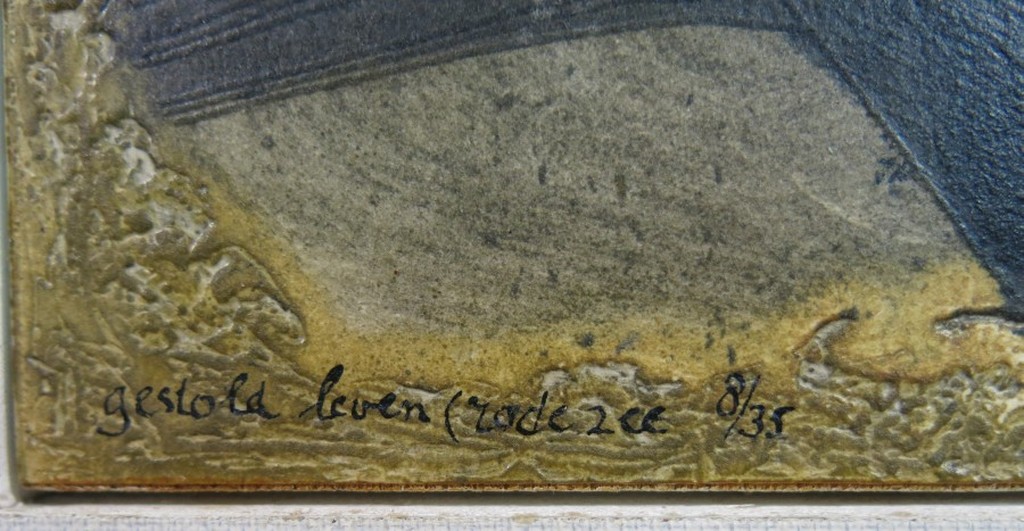 gestold leven (rode zee 8/35